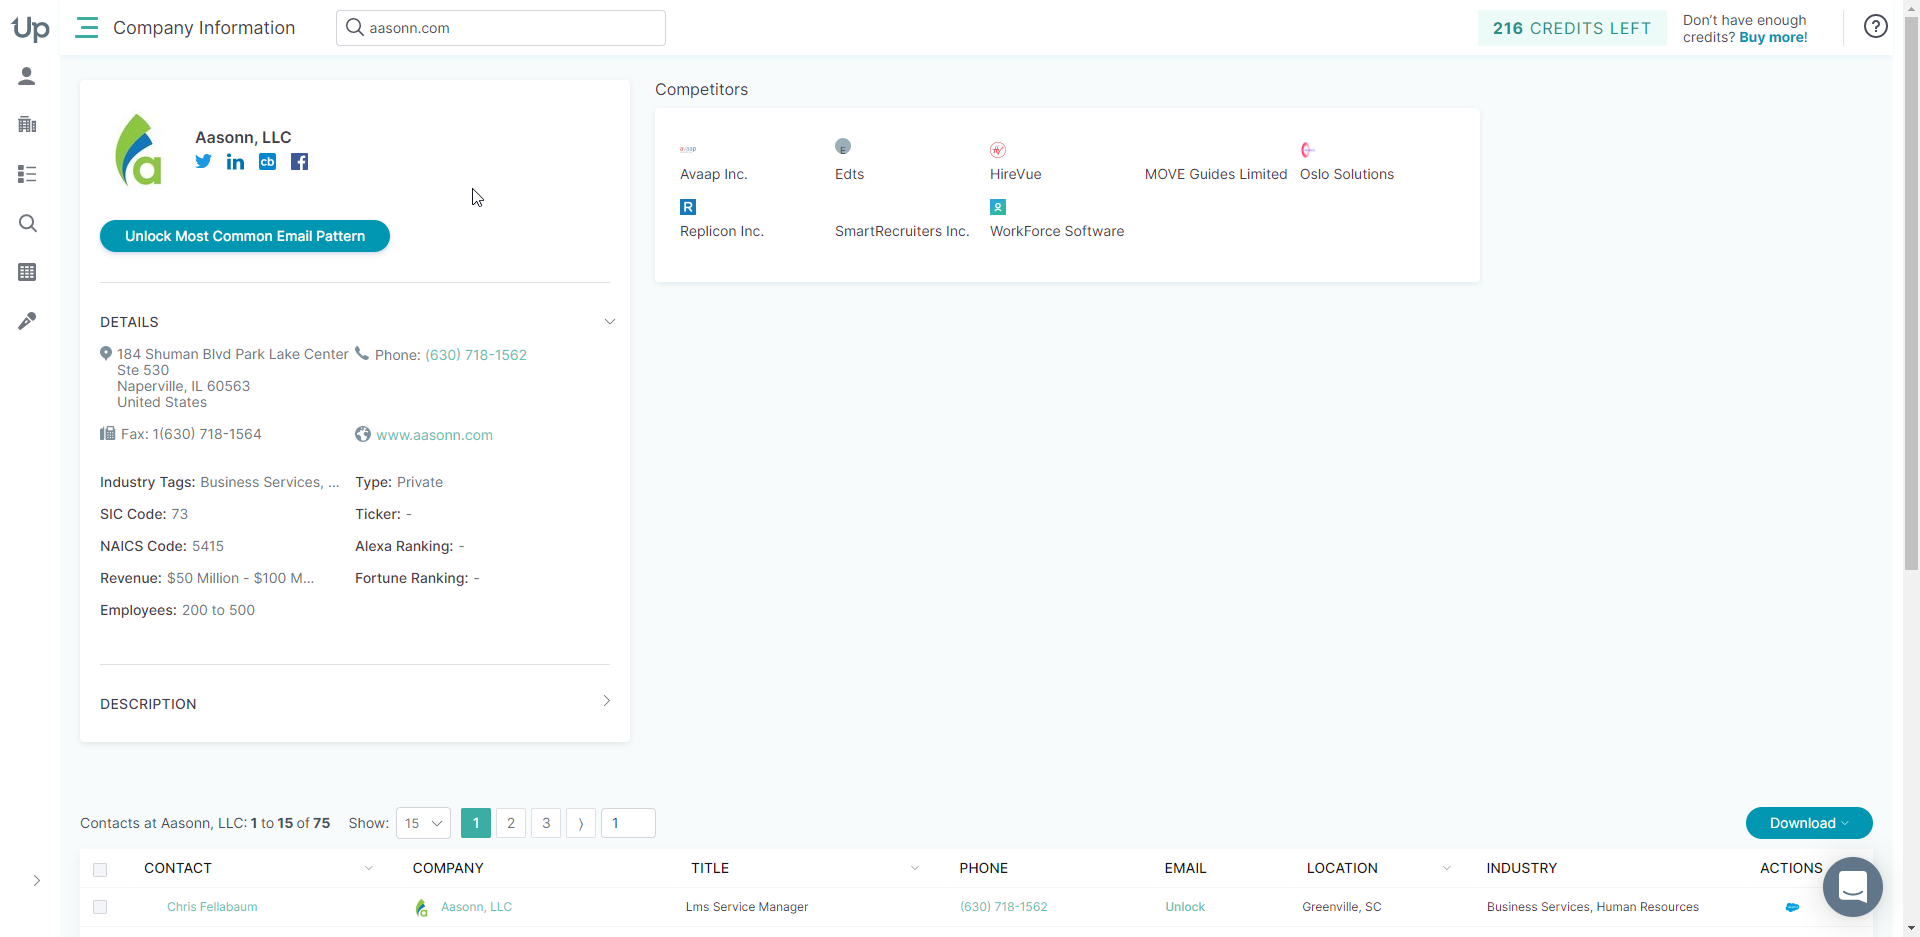 Up
Company Information
aasonn.com
216 CREDITS LEFT
Don't have enough
credits? Buy more!
Aasonn, LLC
Unlock Most Common Email Pattern
DETAILS
184 Shuman Blvd Park Lake Center
Ste 530
Naperville, IL 60563
United States
Phone: (630) 718-1562
Fax: 1(630) 718-1564
www.aasonn.com
Industry Tags: Business Services, ...
Type: Private
SIC Code: 73
Ticker: -
NAICS Code: 5415
Alexa Ranking: -
Revenue: $50 Million - $100 M...
Fortune Ranking: -
Employees: 200 to 500
DESCRIPTION
Competitors
avaap
E
Avaap Inc.
Edts
HireVue
MOVE Guides Limited
Oslo Solutions
R
Replicon Inc.
SmartRecruiters Inc.
WorkForce Software
Contacts at Aasonn, LLC: 1 to 15 of 75
Show: 15
1 2 3 ⟩ 1
Download
CONTACT COMPANY TITLE PHONE EMAIL LOCATION INDUSTRY ACTIONS
Chris Fellabaum Aasonn, LLC Lms Service Manager (630) 718-1562 Unlock Greenville, SC Business Services, Human Resources